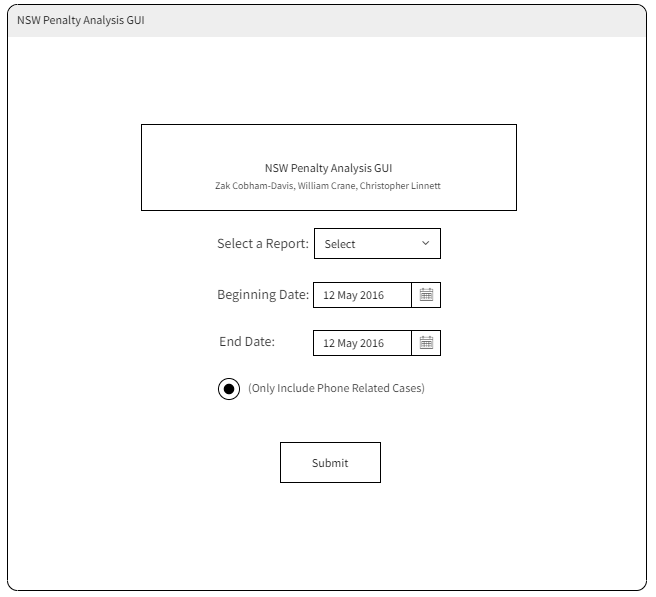 NSW Penalty Analysis GUI
NSW Penalty Analysis GUI
Zak Cobham-Davis, William Crane, Christopher Linnett
Select a Report: Select
Beginning Date: 12 May 2016
End Date: 12 May 2016
(Only Include Phone Related Cases)
Submit